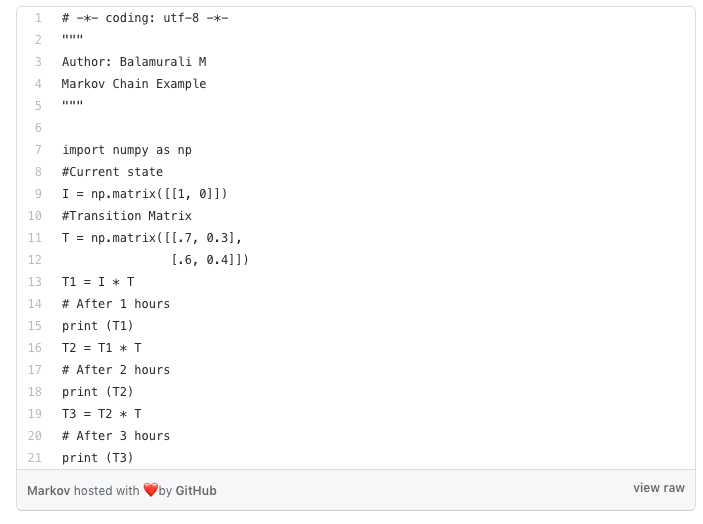 1 # -*- coding: utf-8 -*-
2 """
3 Author: Balamurali M
4 Markov Chain Example
5 """
6
7 import numpy as np
8 #Current state
9 I = np.matrix([[1, 0]])
10 #Transition Matrix
11 T = np.matrix([[.7, 0.3],
12                [.6, 0.4]])
13 T1 = I * T
14 # After 1 hours
15 print (T1)
16 T2 = T1 * T
17 # After 2 hours
18 print (T2)
19 T3 = T2 * T
20 # After 3 hours
21 print (T3)
Markov hosted with ❤️by GitHub view raw